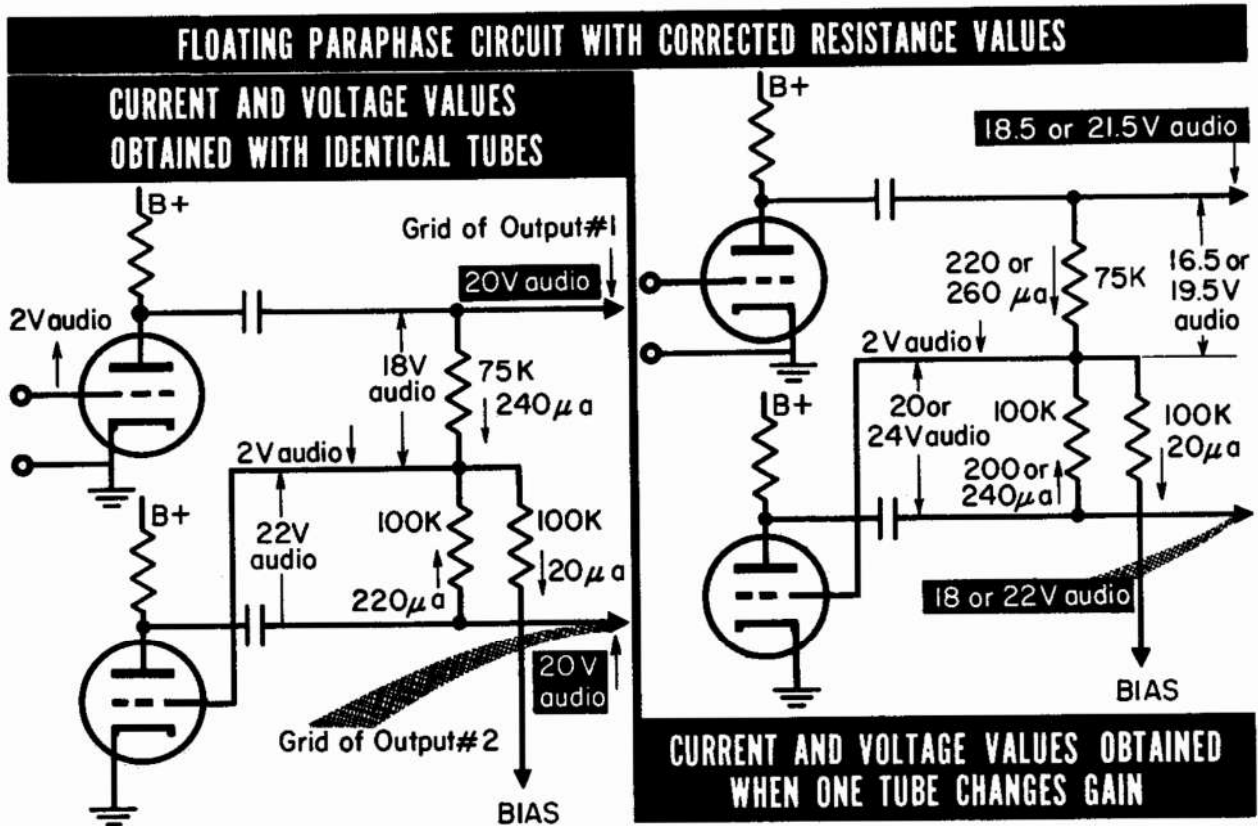 FLOATING PARAPHASE CIRCUIT WITH CORRECTED RESISTANCE VALUES
CURRENT AND VOLTAGE VALUES
OBTAINED WITH IDENTICAL TUBES
B+
Grid of Output#1
20V audio
2V audio
18V
audio
75K
240μa
2V audio
B+
22V
audio
100K
220μa
100K
20μa
20V
audio
Grid of Output#2
BIAS
B+
18.5 or 21.5V audio
220 or
260 μa
75K
16.5 or
19.5V
audio
2V audio
B+
20 or
24V audio
100K
200 or
240μa
100K
20μa
18 or 22V audio
BIAS
CURRENT AND VOLTAGE VALUES OBTAINED
WHEN ONE TUBE CHANGES GAIN